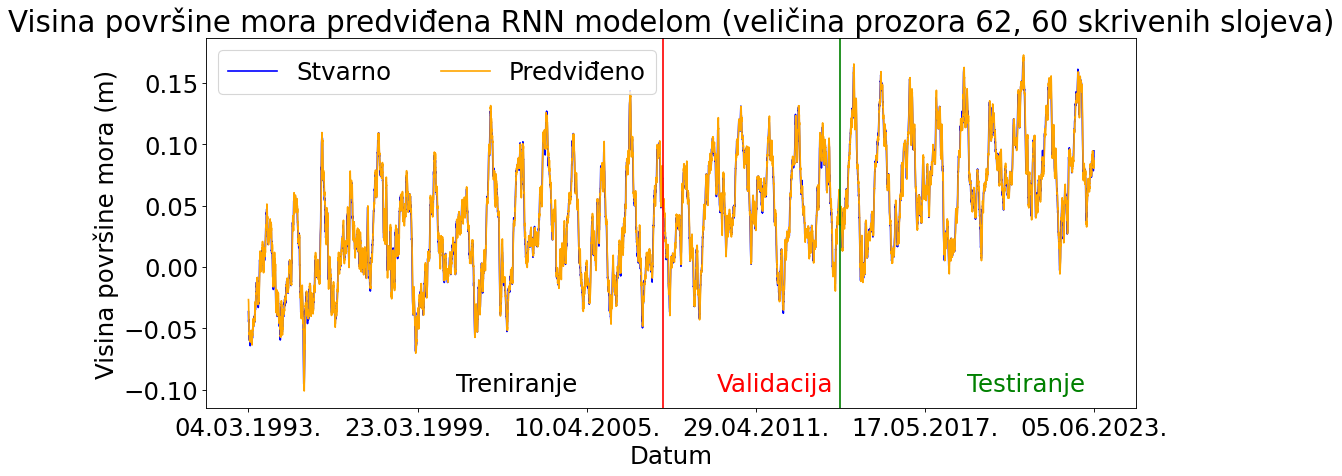 Visina površine mora predviđena RNN modelom (veličina prozora 62, 60 skrivenih slojeva)
Stvarno
Predviđeno
Visina površine mora (m)
0.15
0.10
0.05
0.00
−0.05
−0.10
Treniranje
Validacija
Testiranje
04.03.1993.
23.03.1999.
10.04.2005.
29.04.2011.
17.05.2017.
05.06.2023.
Datum